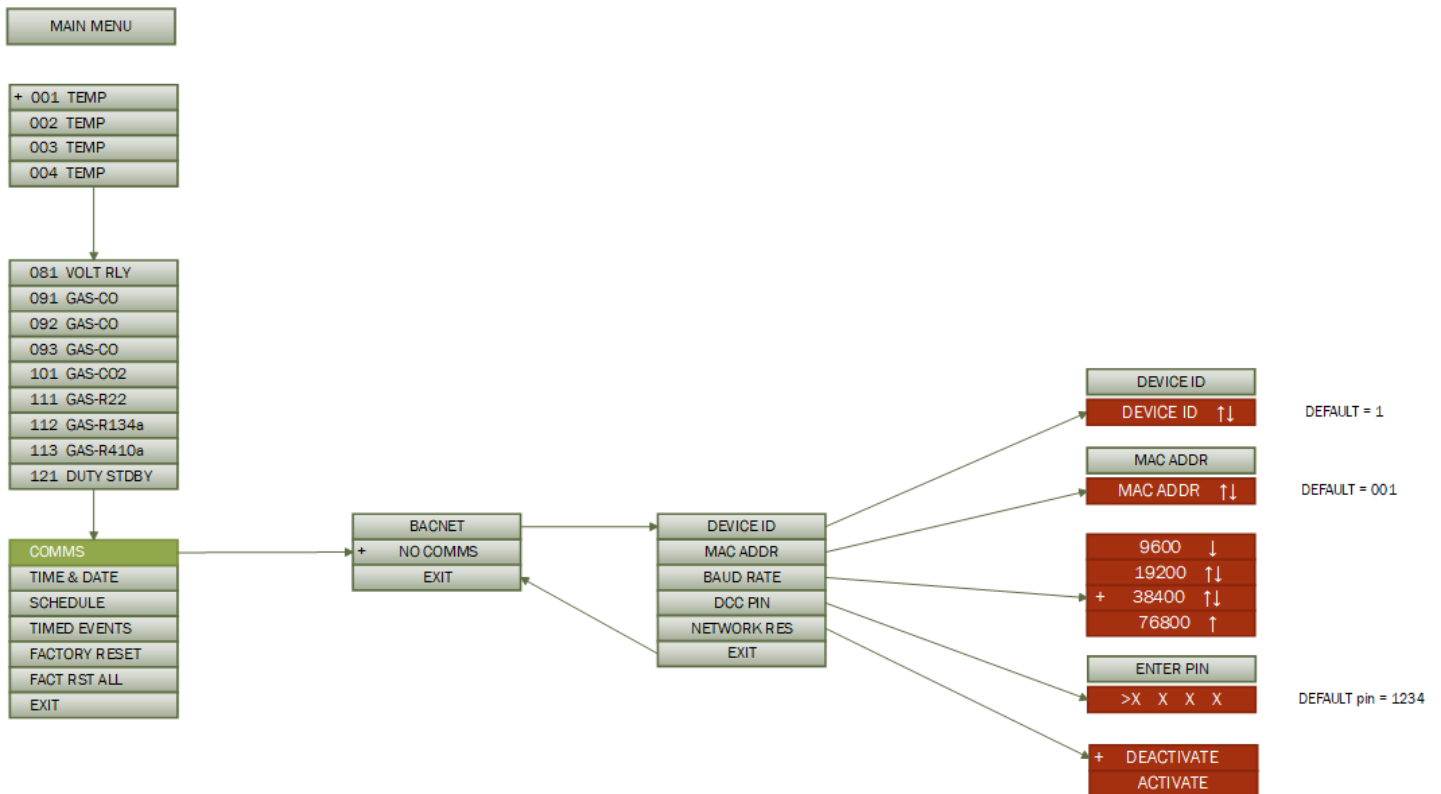 MAIN MENU
+ 001 TEMP
002 TEMP
003 TEMP
004 TEMP
081 VOLT RLY
091 GAS-CO
092 GAS-CO
093 GAS-CO
101 GAS-CO2
111 GAS-R22
112 GAS-R134a
113 GAS-R410a
121 DUTY STDBY
COMMS
TIME & DATE
SCHEDULE
TIMED EVENTS
FACTORY RESET
FACT RST ALL
EXIT
BACNET
+ NO COMMS
EXIT
DEVICE ID
MAC ADDR
BAUD RATE
DCC PIN
NETWORK RES
EXIT
DEVICE ID
DEVICE ID ↑↓ DEFAULT = 1
MAC ADDR
MAC ADDR ↑↓ DEFAULT = 001
9600 ↓
19200 ↑↓
+ 38400 ↑↓
76800 ↑
ENTER PIN
>X X X X DEFAULT pin = 1234
+ DEACTIVATE
ACTIVATE